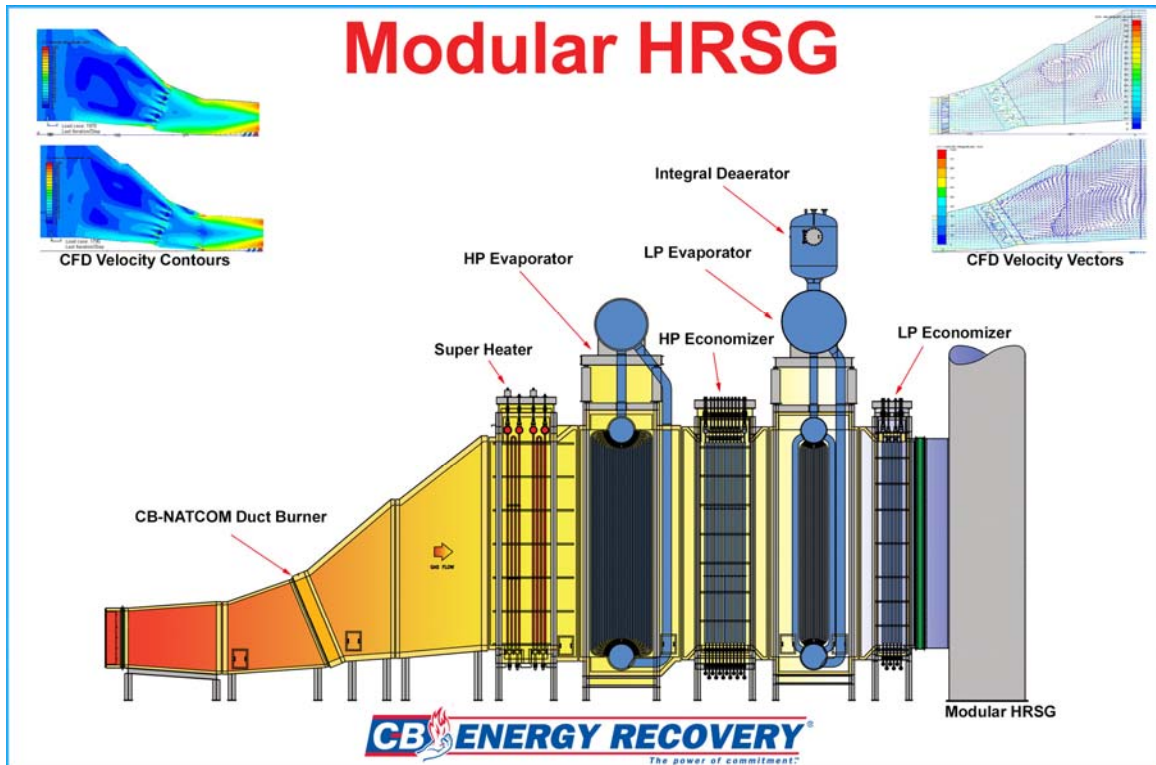 Modular HRSG
CFD Velocity Contours
CFD Velocity Vectors
Integral Deaerator
HP Evaporator
LP Evaporator
Super Heater
HP Economizer
LP Economizer
CB-NATCOM Duct Burner
GAS FLOW
Modular HRSG
CB ENERGY RECOVERY®
The power of commitment.